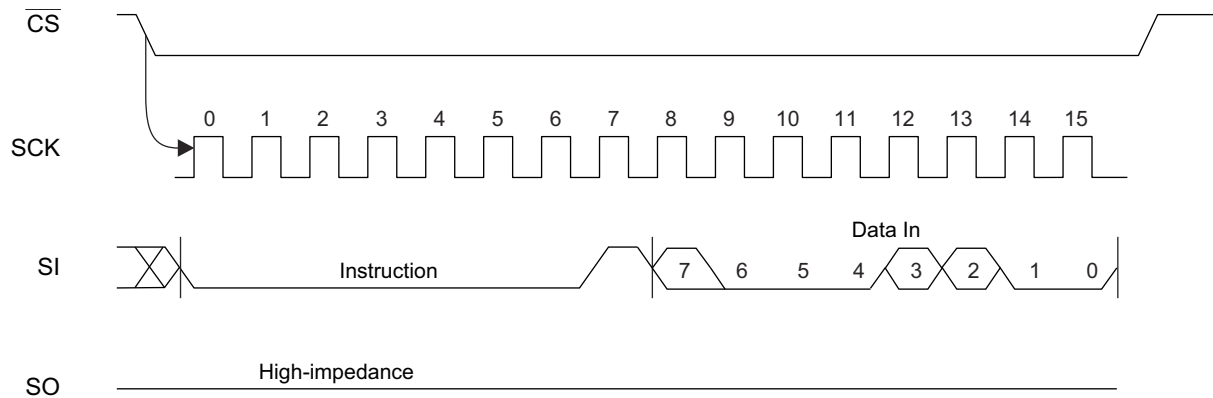 CS
0 1 2 3 4 5 6 7 8 9 10 11 12 13 14 15
SCK
Data In
SI
Instruction
7 6 5 4 3 2 1 0
High-impedance
SO